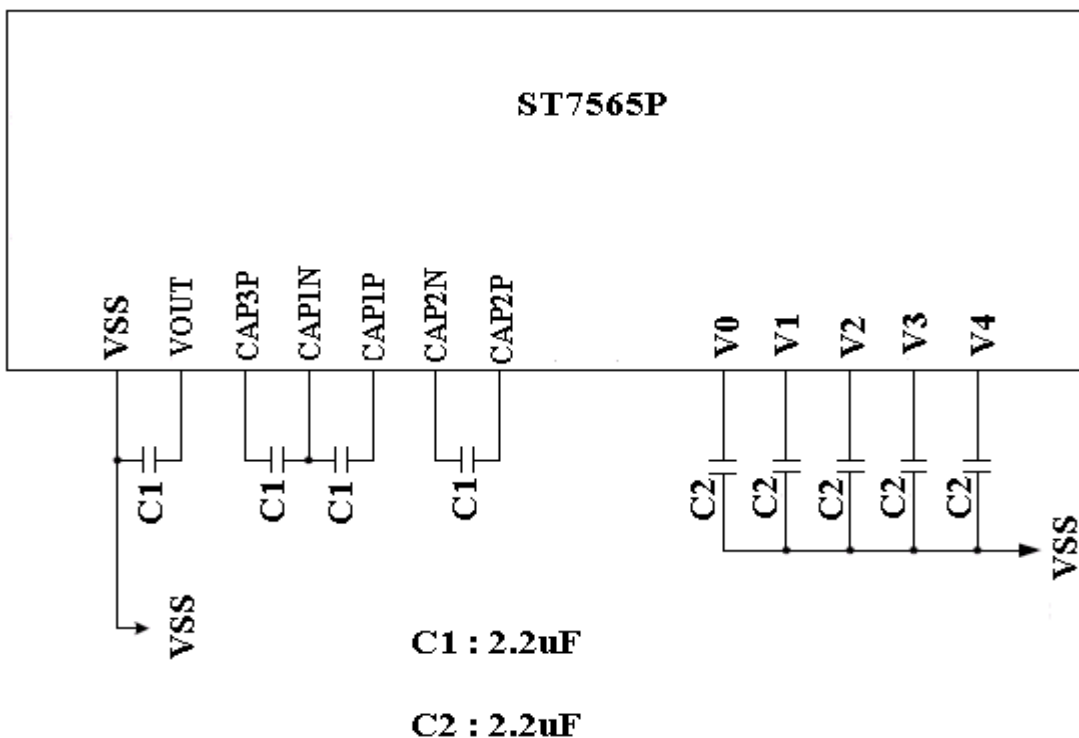 ST7565P
VSS
VOUT
CAP3P
CAP1N
CAP1P
CAP2N
CAP2P
V0
V1
V2
V3
V4
C1
C1
C1
C1
C2
C2
C2
C2
C2
VSS
VSS
C1 : 2.2uF
C2 : 2.2uF